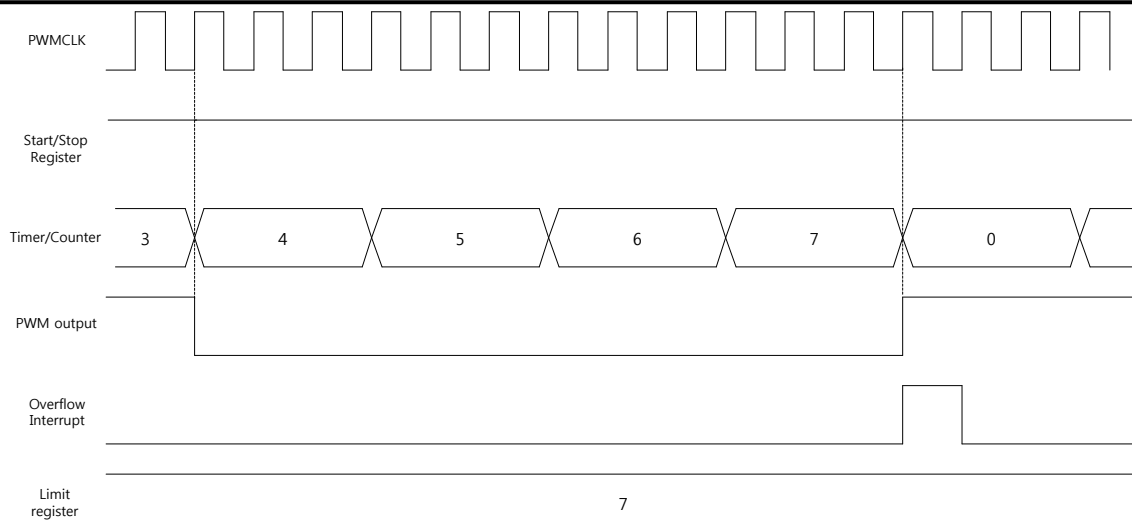 PWMCLK
Start/Stop
Register
Timer/Counter 3 4 5 6 7 0
PWM output
Overflow
Interrupt
Limit
register
7